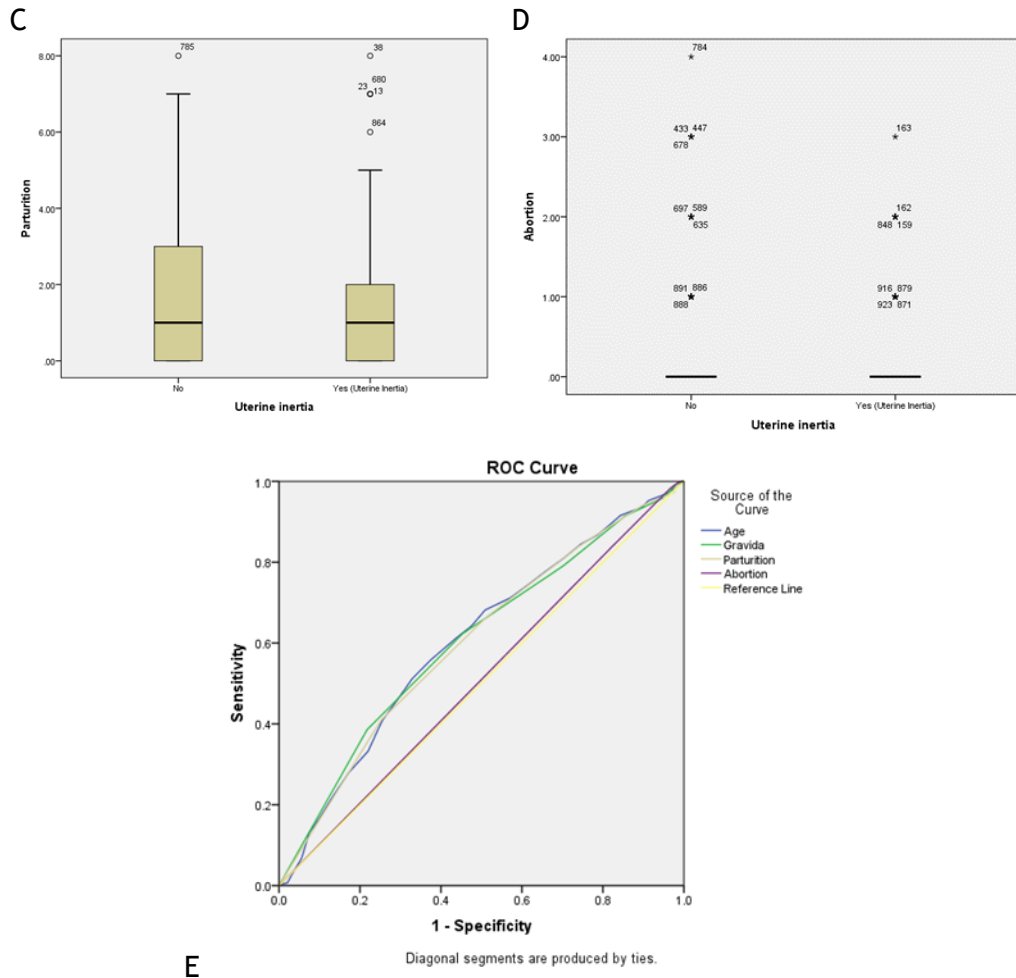 C
Parturition
8.00
6.00
4.00
2.00
.00
785
38
680
23 13
864
No
Yes (Uterine Inertia)
Uterine inertia
D
Abortion
4.00
3.00
2.00
1.00
.00
784
433 447
678
163
697 589
635
162
848 159
891 886
888
916 879
923 871
No
Yes (Uterine Inertia)
Uterine inertia
ROC Curve
Sensitivity
1.0
0.8
0.6
0.4
0.2
0.0
0.0 0.2 0.4 0.6 0.8 1.0
1 - Specificity
Source of the
Curve
Age
Gravida
Parturition
Abortion
Reference Line
Diagonal segments are produced by ties.
E